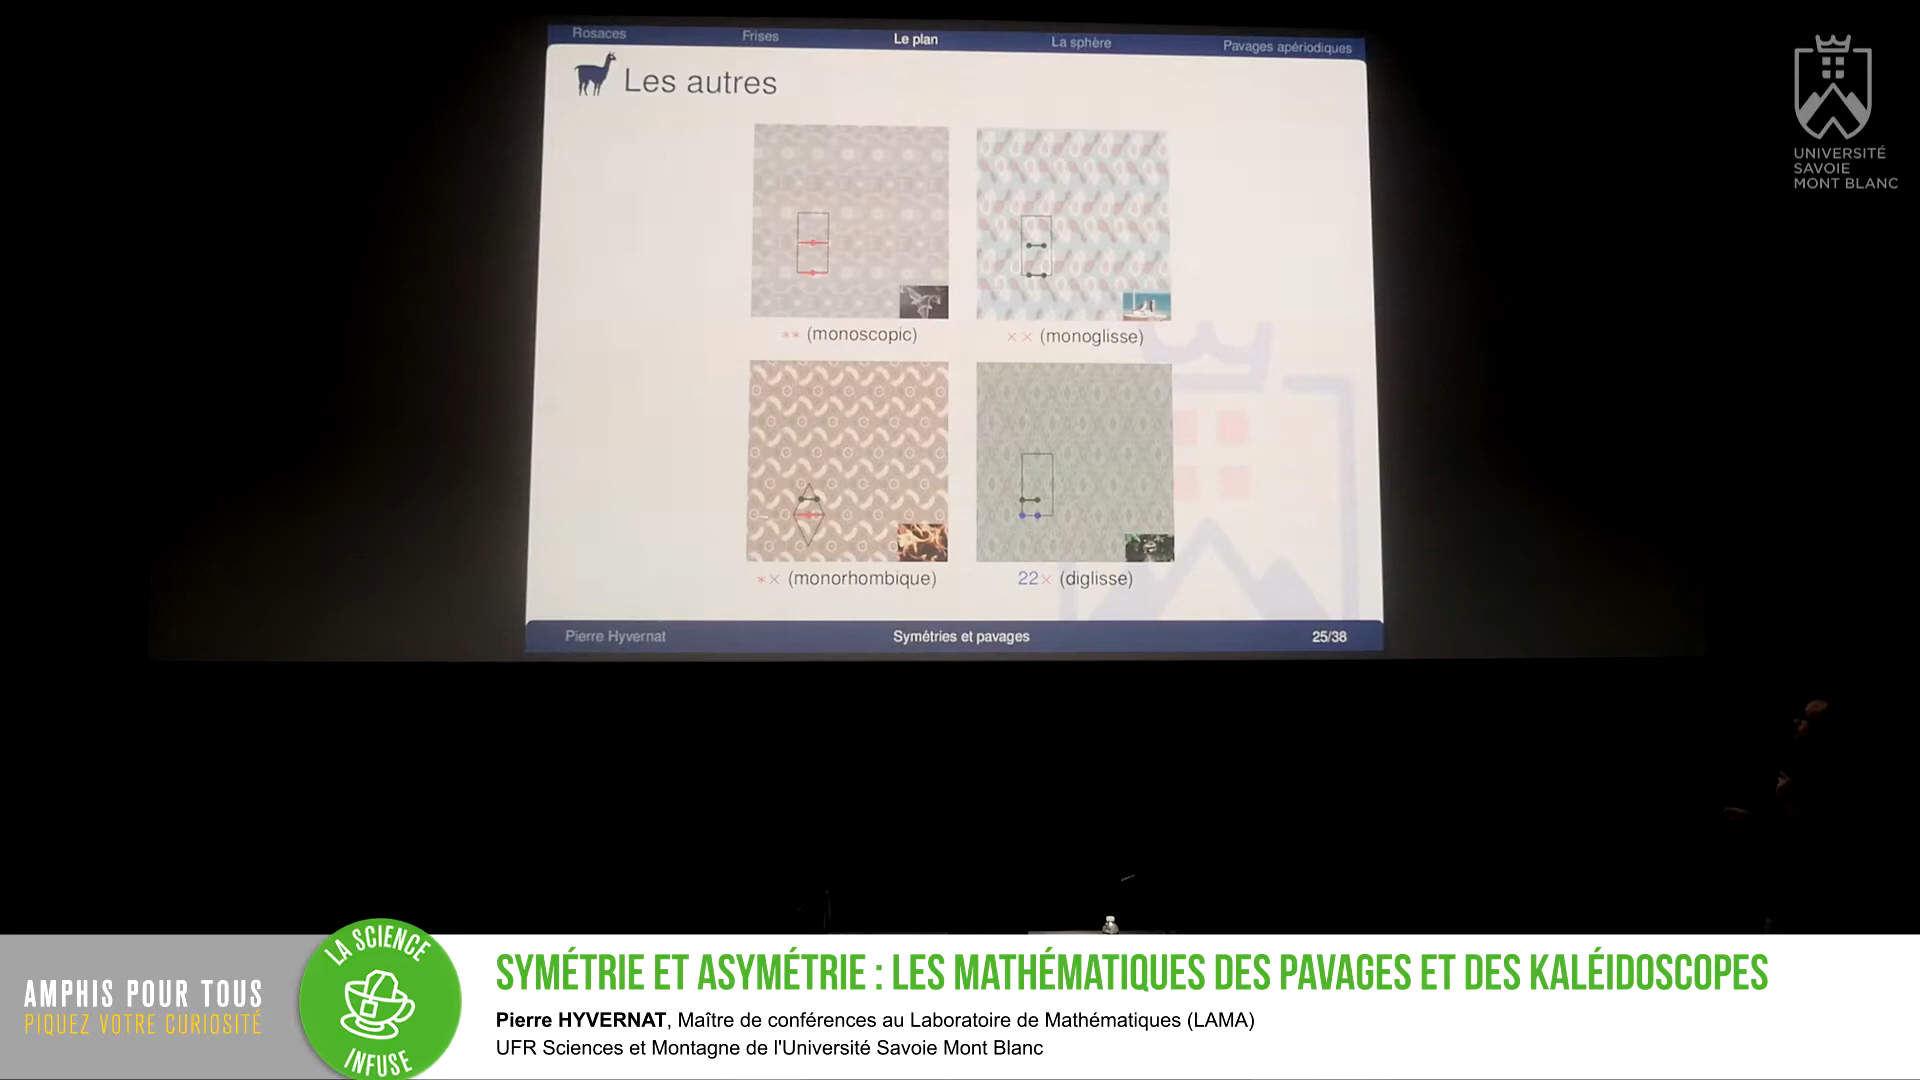 Rosaces Frises Le plan La sphère Pavages apériodiques
Les autres
** (monoscopic)
×× (monoglisse)
*× (monorhombique)
22× (diglisse)
Pierre Hyvernat Symétries et pavages 25/38
UNIVERSITÉ
SAVOIE
MONT BLANC
AMPHIS POUR TOUS
PIQUEZ VOTRE CURIOSITÉ
LA SCIENCE
INFUSE
SYMÉTRIE ET ASYMÉTRIE : LES MATHÉMATIQUES DES PAVAGES ET DES KALÉIDOSCOPES
Pierre HYVERNAT, Maître de conférences au Laboratoire de Mathématiques (LAMA)
UFR Sciences et Montagne de l'Université Savoie Mont Blanc